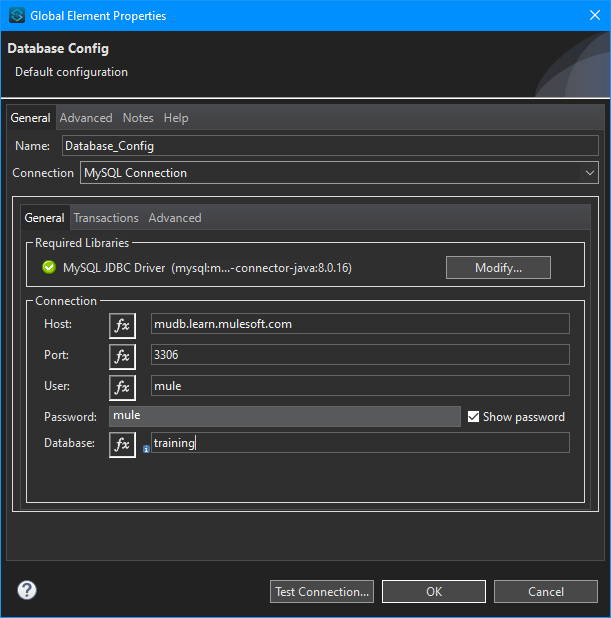 Global Element Properties
Database Config
Default configuration
General Advanced Notes Help
Name: Database_Config
Connection MySQL Connection
General Transactions Advanced
Required Libraries
MySQL JDBC Driver (mysql:m...-connector-java:8.0.16) Modify...
Connection
Host: fx mudb.learn.mulesoft.com
Port: fx 3306
User: fx mule
Password: mule Show password
Database: fx i training
? Test Connection... OK Cancel